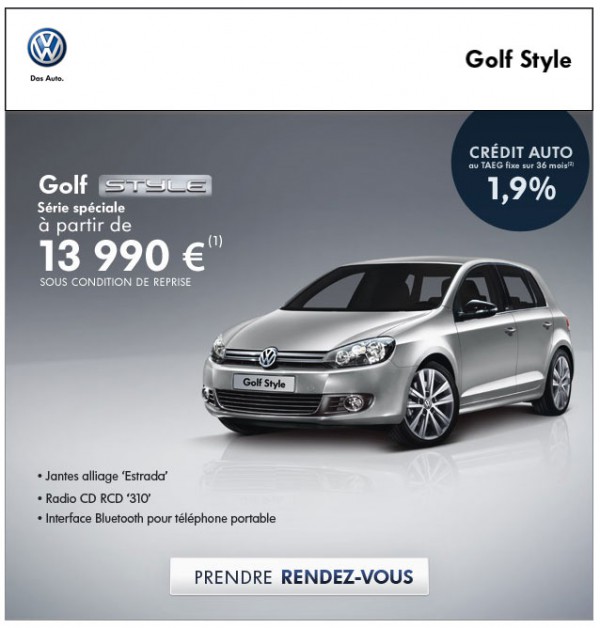 Das Auto.
Golf Style
CRÉDIT AUTO
au TAEG fixe sur 36 mois(2)
1,9%
Golf STYLE
Série spéciale
à partir de
13 990 €(1)
SOUS CONDITION DE REPRISE
Golf Style
• Jantes alliage ‘Estrada’
• Radio CD RCD ‘310’
• Interface Bluetooth pour téléphone portable
PRENDRE RENDEZ-VOUS